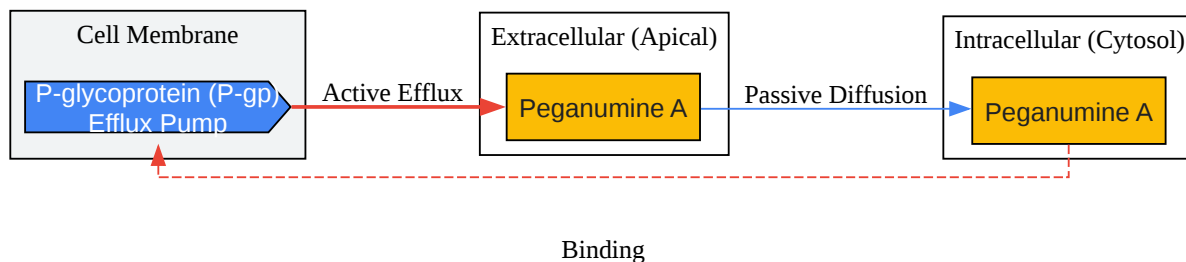 Cell Membrane
P-glycoprotein (P-gp)
Efflux Pump
Active Efflux
Extracellular (Apical)
Peganumine A
Passive Diffusion
Intracellular (Cytosol)
Peganumine A
Binding